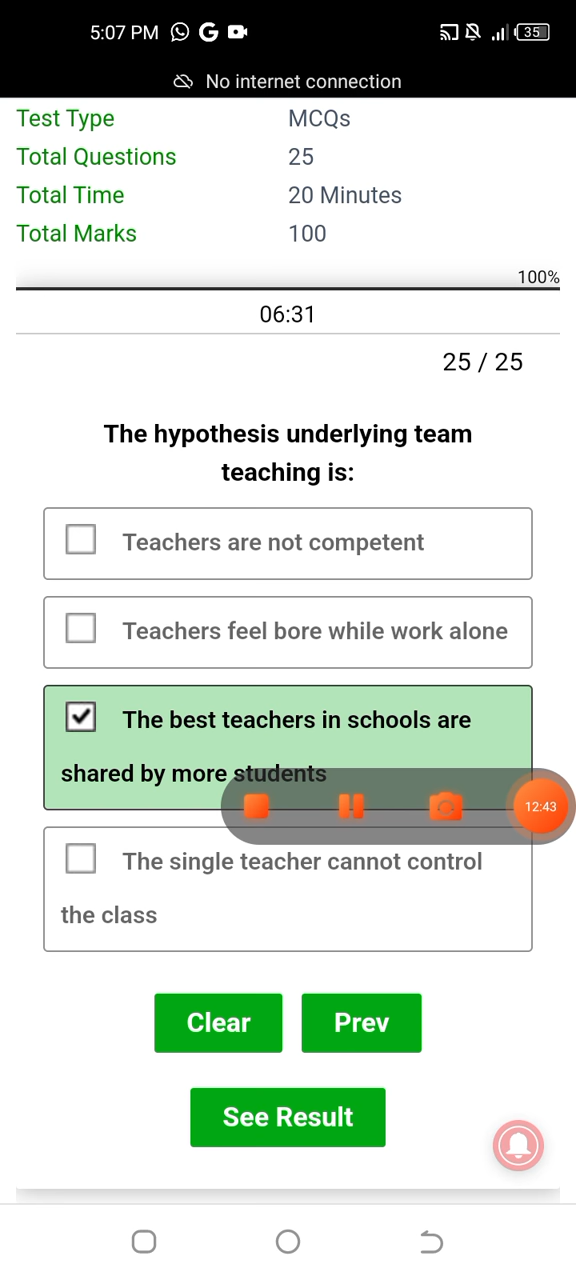 5:07 PM
35
No internet connection
Test Type MCQs
Total Questions 25
Total Time 20 Minutes
Total Marks 100
100%
06:31
25 / 25
The hypothesis underlying team
teaching is:
Teachers are not competent
Teachers feel bore while work alone
The best teachers in schools are
shared by more students
12:43
The single teacher cannot control
the class
Clear Prev
See Result